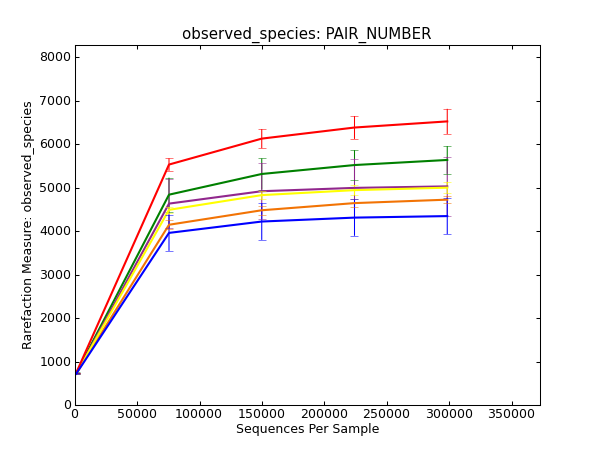 observed_species: PAIR_NUMBER
8000
7000
6000
5000
4000
3000
2000
1000
0
Rarefaction Measure: observed_species
0 50000 100000 150000 200000 250000 300000 350000
Sequences Per Sample